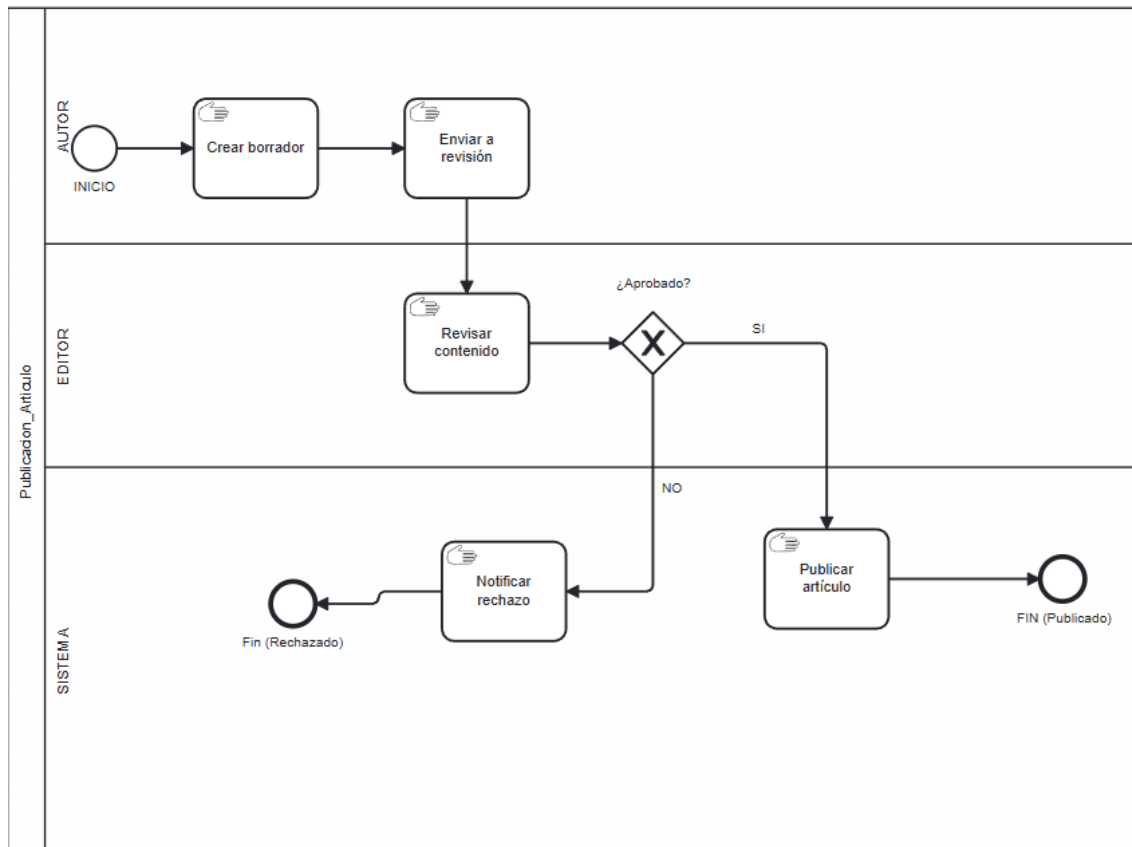 Publicacion_Articulo
AUTOR
INICIO
Crear borrador
Enviar a
revisión
EDITOR
Revisar
contenido
¿Aprobado?
SI
NO
SISTEMA
Fin (Rechazado)
Notificar
rechazo
Publicar
artículo
FIN (Publicado)